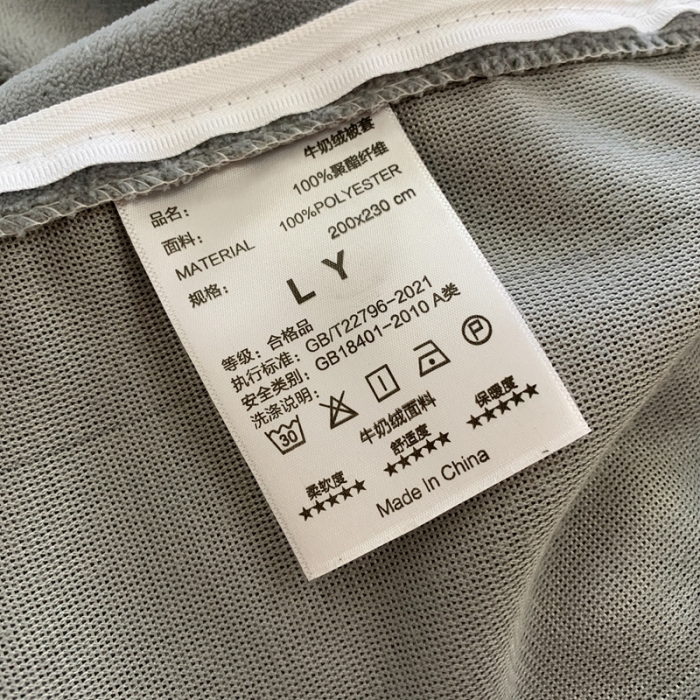 品名： 牛奶绒被套
面料： 100%聚酯纤维
MATERIAL 100%POLYESTER
规格： 200x230 cm
L Y
等级：合格品
执行标准：GB/T22796-2021
安全类别：GB18401-2010 A类
洗涤说明：
30 P
牛奶绒面料
柔软度 舒适度 保暖度
★★★★★ ★★★★★ ★★★★★
Made In China